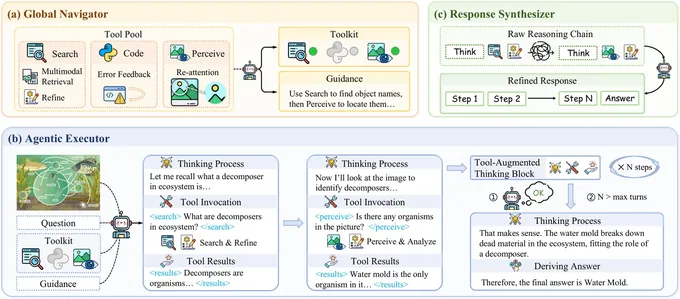 (a) Global Navigator
Tool Pool
Search
Multimodal
Retrieval
Refine
Code
Error Feedback
Perceive
Re-attention
Toolkit
Guidance
Use Search to find object names,
then Perceive to locate them…
(c) Response Synthesizer
Raw Reasoning Chain
Think
Think
Refined Response
Step 1
Step 2
Step N
Answer
(b) Agentic Executor
Question
Toolkit
Guidance
Thinking Process
Let me recall what a decomposer
in ecosystem is…
Tool Invocation
<search> What are decomposers
in ecosystem? </search>
Search & Refine
Tool Results
<results> Decomposers are
organisms… </results>
Thinking Process
Now I'll look at the image to
identify decomposers…
Tool Invocation
<perceive> Is there any organisms
in the picture? </perceive>
Perceive & Analyze
Tool Results
<results> Water mold is the only
organism in it… </results>
Tool-Augmented
Thinking Block
× N steps
①
OK
② N > max turns
Thinking Process
That makes sense. The water mold breaks down
dead material in the ecosystem, fitting the role of
a decomposer.
Deriving Answer
Therefore, the final answer is Water Mold.